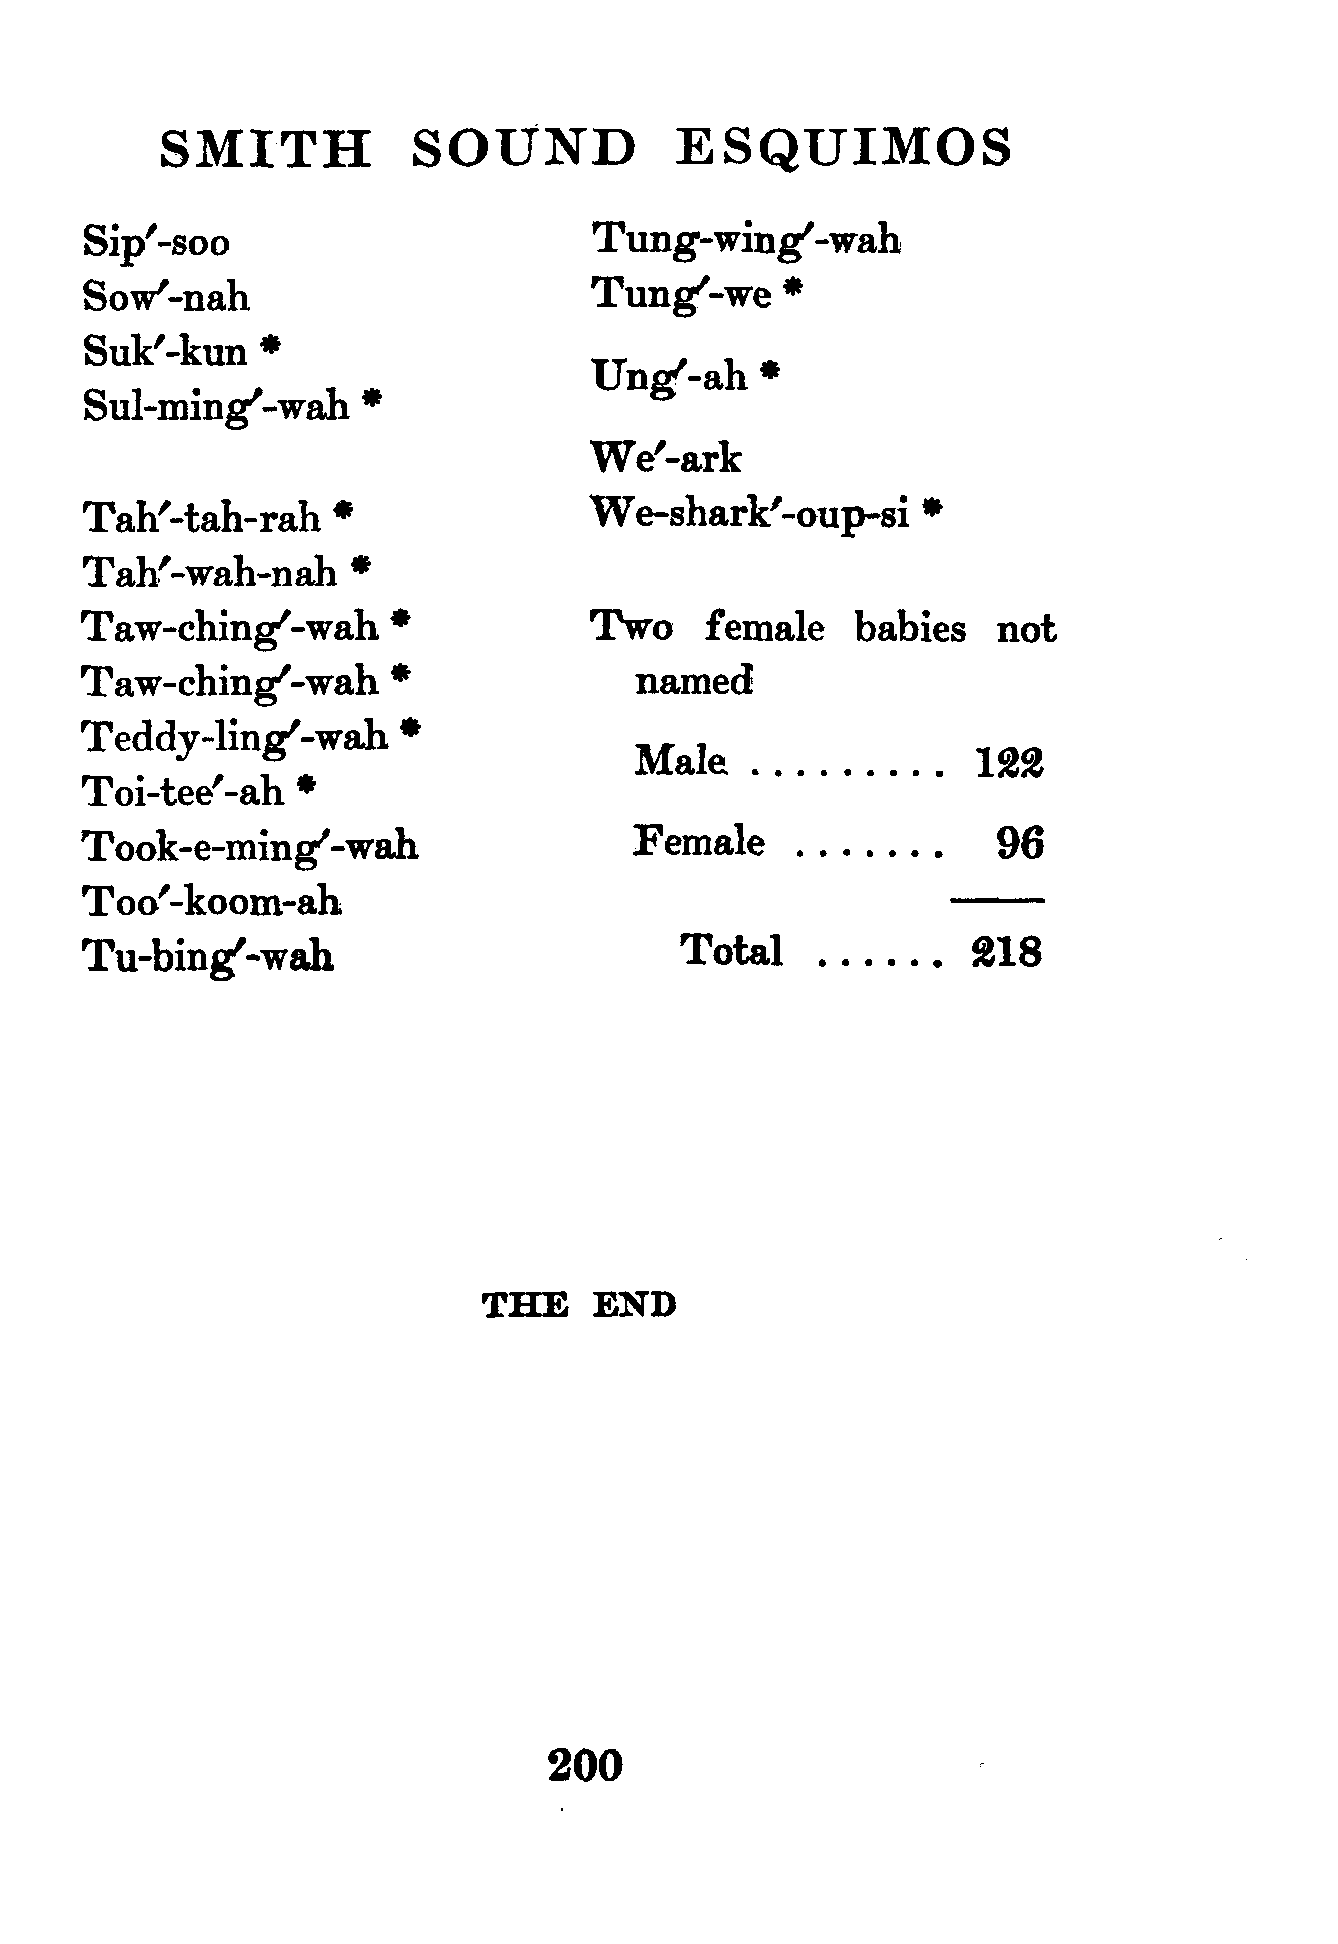 SMITH SOUND ESQUIMOS
Sip′-soo
Sow′-nah
Suk′-kun *
Sul-ming′-wah *
Tah′-tah-rah *
Tah′-wah-nah *
Taw-ching′-wah *
Taw-ching′-wah *
Teddy-ling′-wah *
Toi-tee′-ah *
Took-e-ming′-wah
Too′-koom-ah
Tu-bing′-wah
Tung-wing′-wah
Tung′-we *
Ung′-ah *
We′-ark
We-shark′-oup-si *
Two female babies not
named
Male ......... 122
Female ....... 96
Total ...... 218
THE END
200